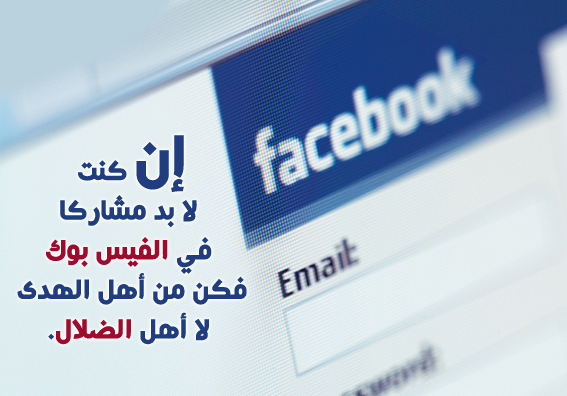 facebook
Email
إن كنت
لا بد مشاركا
في الفيس بوك
فكن من أهل الهدى
لا أهل الضلال.